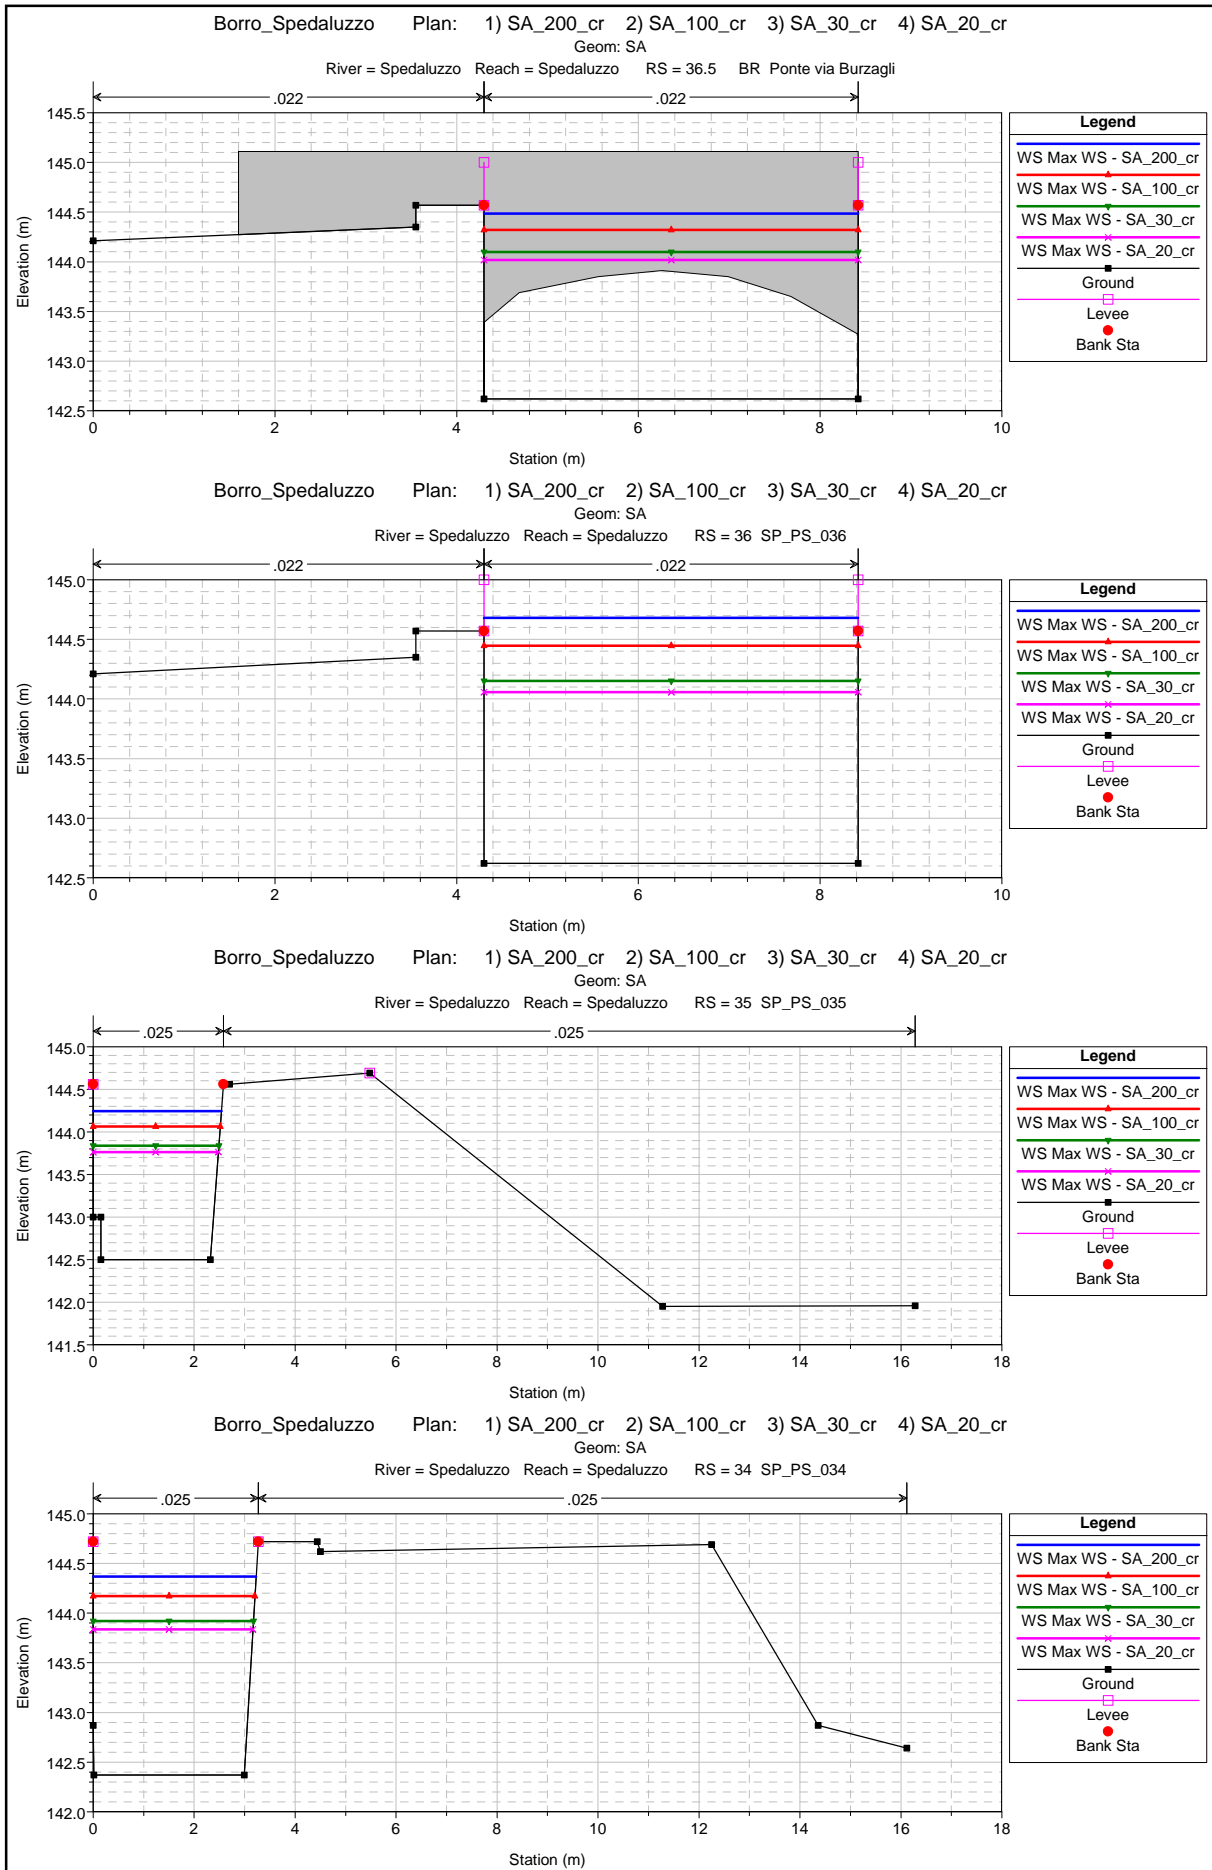 Borro_Spedaluzzo Plan: 1) SA_200_cr 2) SA_100_cr 3) SA_30_cr 4) SA_20_cr
Geom: SA
River = Spedaluzzo Reach = Spedaluzzo RS = 36.5 BR Ponte via Burzagli
.022 .022
145.5
145.0
144.5
144.0
143.5
143.0
142.5
Elevation (m)
0 2 4 6 8 10
Station (m)
Legend
WS Max WS - SA_200_cr
WS Max WS - SA_100_cr
WS Max WS - SA_30_cr
WS Max WS - SA_20_cr
Ground
Levee
Bank Sta
Borro_Spedaluzzo Plan: 1) SA_200_cr 2) SA_100_cr 3) SA_30_cr 4) SA_20_cr
Geom: SA
River = Spedaluzzo Reach = Spedaluzzo RS = 36 SP_PS_036
.022 .022
145.0
144.5
144.0
143.5
143.0
142.5
Elevation (m)
0 2 4 6 8 10
Station (m)
Legend
WS Max WS - SA_200_cr
WS Max WS - SA_100_cr
WS Max WS - SA_30_cr
WS Max WS - SA_20_cr
Ground
Levee
Bank Sta
Borro_Spedaluzzo Plan: 1) SA_200_cr 2) SA_100_cr 3) SA_30_cr 4) SA_20_cr
Geom: SA
River = Spedaluzzo Reach = Spedaluzzo RS = 35 SP_PS_035
.025 .025
145.0
144.5
144.0
143.5
143.0
142.5
142.0
141.5
Elevation (m)
0 2 4 6 8 10 12 14 16 18
Station (m)
Legend
WS Max WS - SA_200_cr
WS Max WS - SA_100_cr
WS Max WS - SA_30_cr
WS Max WS - SA_20_cr
Ground
Levee
Bank Sta
Borro_Spedaluzzo Plan: 1) SA_200_cr 2) SA_100_cr 3) SA_30_cr 4) SA_20_cr
Geom: SA
River = Spedaluzzo Reach = Spedaluzzo RS = 34 SP_PS_034
.025 .025
145.0
144.5
144.0
143.5
143.0
142.5
142.0
Elevation (m)
0 2 4 6 8 10 12 14 16 18
Station (m)
Legend
WS Max WS - SA_200_cr
WS Max WS - SA_100_cr
WS Max WS - SA_30_cr
WS Max WS - SA_20_cr
Ground
Levee
Bank Sta